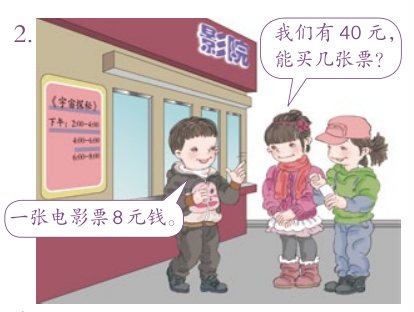 2.
影院
我们有 40 元,
能买几张票?
《宇宙探秘》
下午: 2:00-4:00
4:00-6:00
6:00-8:00
一张电影票 8 元钱。